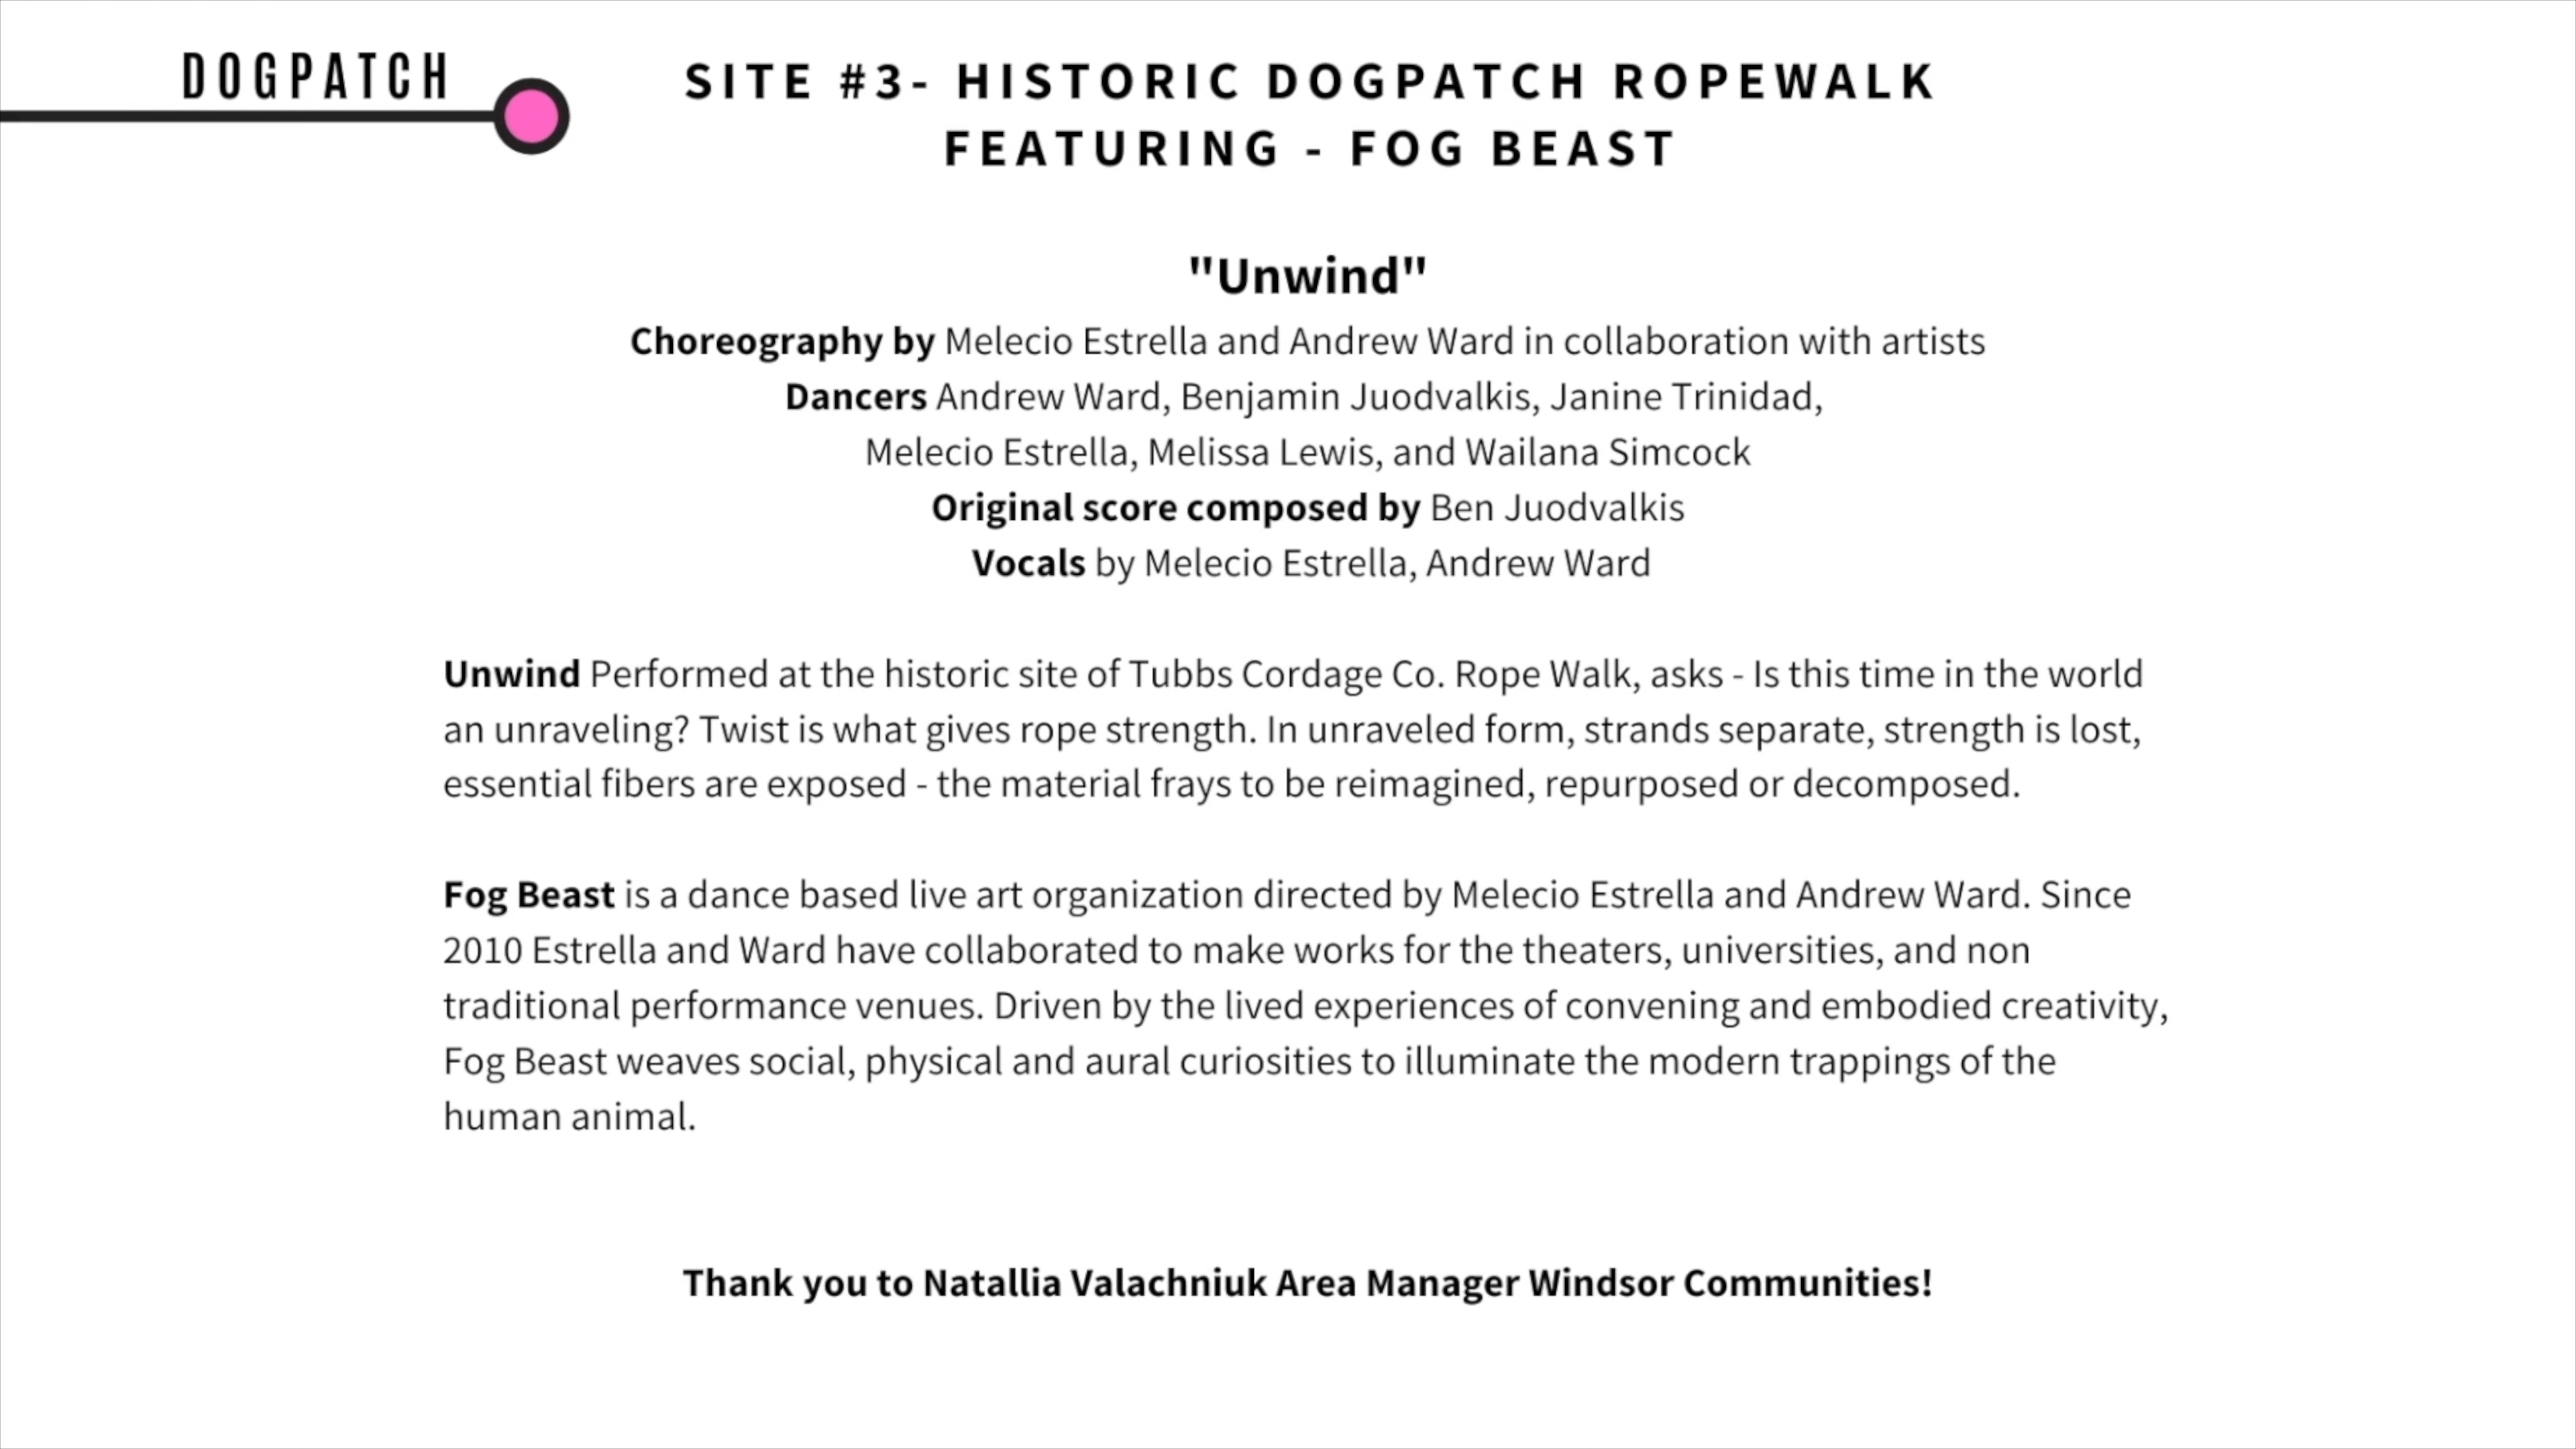 DOGPATCH
SITE #3- HISTORIC DOGPATCH ROPEWALK
FEATURING - FOG BEAST
"Unwind"
Choreography by Melecio Estrella and Andrew Ward in collaboration with artists
Dancers Andrew Ward, Benjamin Juodvalkis, Janine Trinidad,
Melecio Estrella, Melissa Lewis, and Wailana Simcock
Original score composed by Ben Juodvalkis
Vocals by Melecio Estrella, Andrew Ward
Unwind Performed at the historic site of Tubbs Cordage Co. Rope Walk, asks - Is this time in the world
an unraveling? Twist is what gives rope strength. In unraveled form, strands separate, strength is lost,
essential fibers are exposed - the material frays to be reimagined, repurposed or decomposed.
Fog Beast is a dance based live art organization directed by Melecio Estrella and Andrew Ward. Since
2010 Estrella and Ward have collaborated to make works for the theaters, universities, and non
traditional performance venues. Driven by the lived experiences of convening and embodied creativity,
Fog Beast weaves social, physical and aural curiosities to illuminate the modern trappings of the
human animal.
Thank you to Natallia Valachniuk Area Manager Windsor Communities!